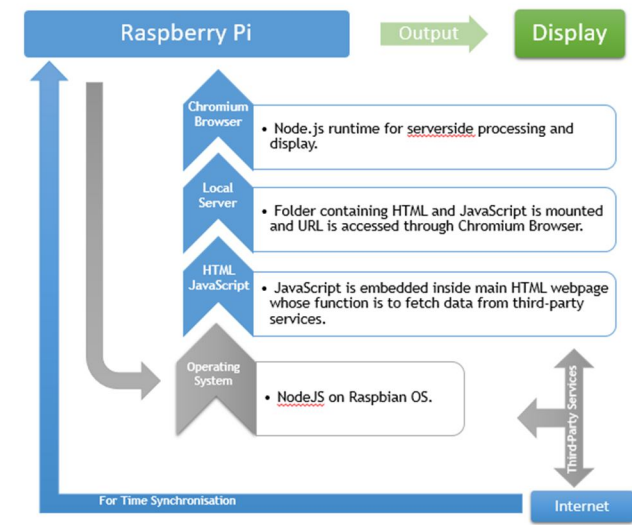 Raspberry Pi
Output
Display
Chromium
Browser
• Node.js runtime for serverside processing and
display.
Local
Server
• Folder containing HTML and JavaScript is mounted
and URL is accessed through Chromium Browser.
HTML
JavaScript
• JavaScript is embedded inside main HTML webpage
whose function is to fetch data from third-party
services.
Operating
System
• NodeJS on Raspbian OS.
Third-Party Services
For Time Synchronisation
Internet